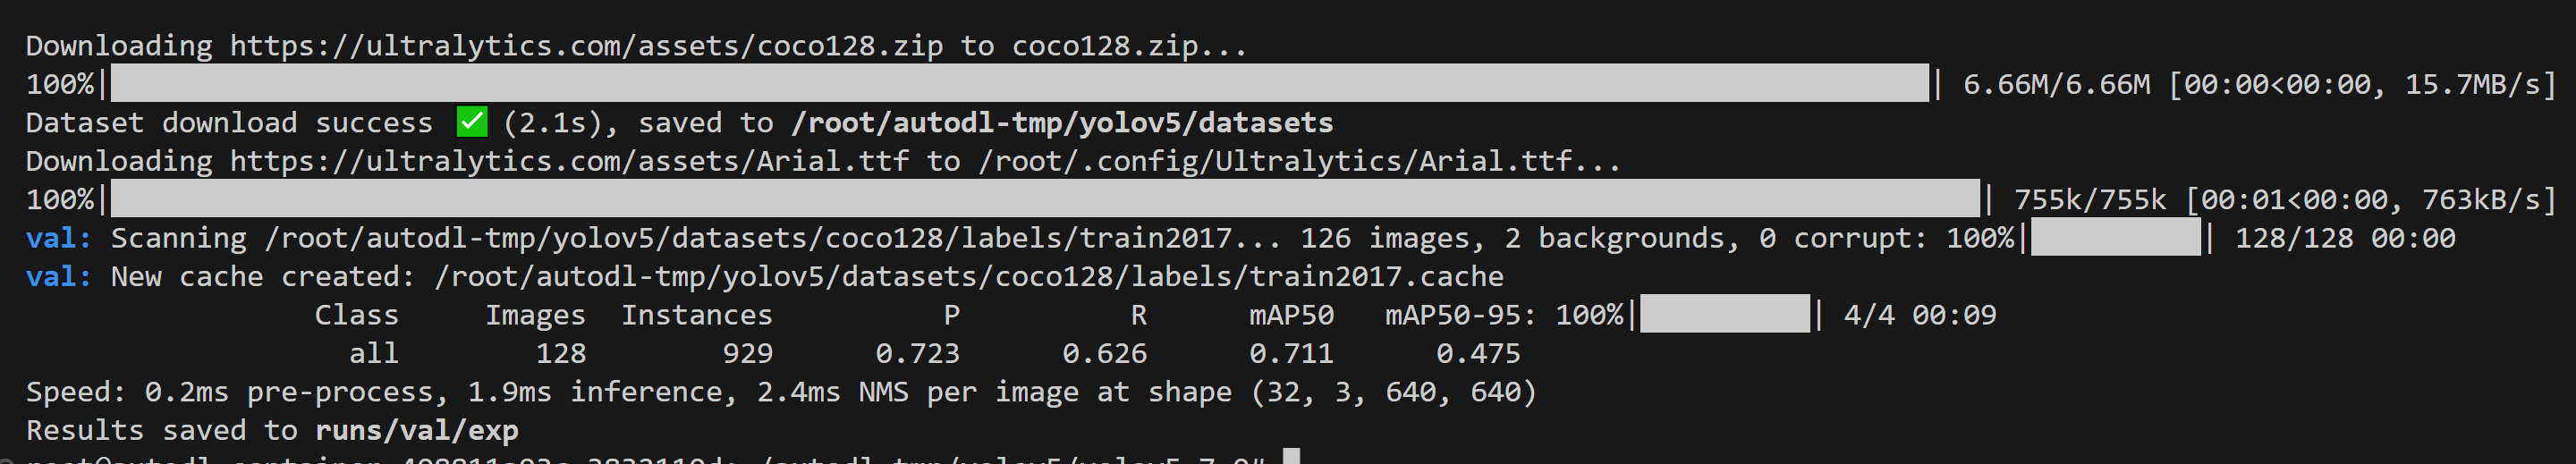 Downloading https://ultralytics.com/assets/coco128.zip to coco128.zip...
100%|██████████| 6.66M/6.66M [00:00<00:00, 15.7MB/s]
Dataset download success ✅ (2.1s), saved to /root/autodl-tmp/yolov5/datasets
Downloading https://ultralytics.com/assets/Arial.ttf to /root/.config/Ultralytics/Arial.ttf...
100%|██████████| 755k/755k [00:01<00:00, 763kB/s]
val: Scanning /root/autodl-tmp/yolov5/datasets/coco128/labels/train2017... 126 images, 2 backgrounds, 0 corrupt: 100%|██████████| 128/128 00:00
val: New cache created: /root/autodl-tmp/yolov5/datasets/coco128/labels/train2017.cache
Class Images Instances P R mAP50 mAP50-95: 100%|██████████| 4/4 00:09
all 128 929 0.723 0.626 0.711 0.475
Speed: 0.2ms pre-process, 1.9ms inference, 2.4ms NMS per image at shape (32, 3, 640, 640)
Results saved to runs/val/exp